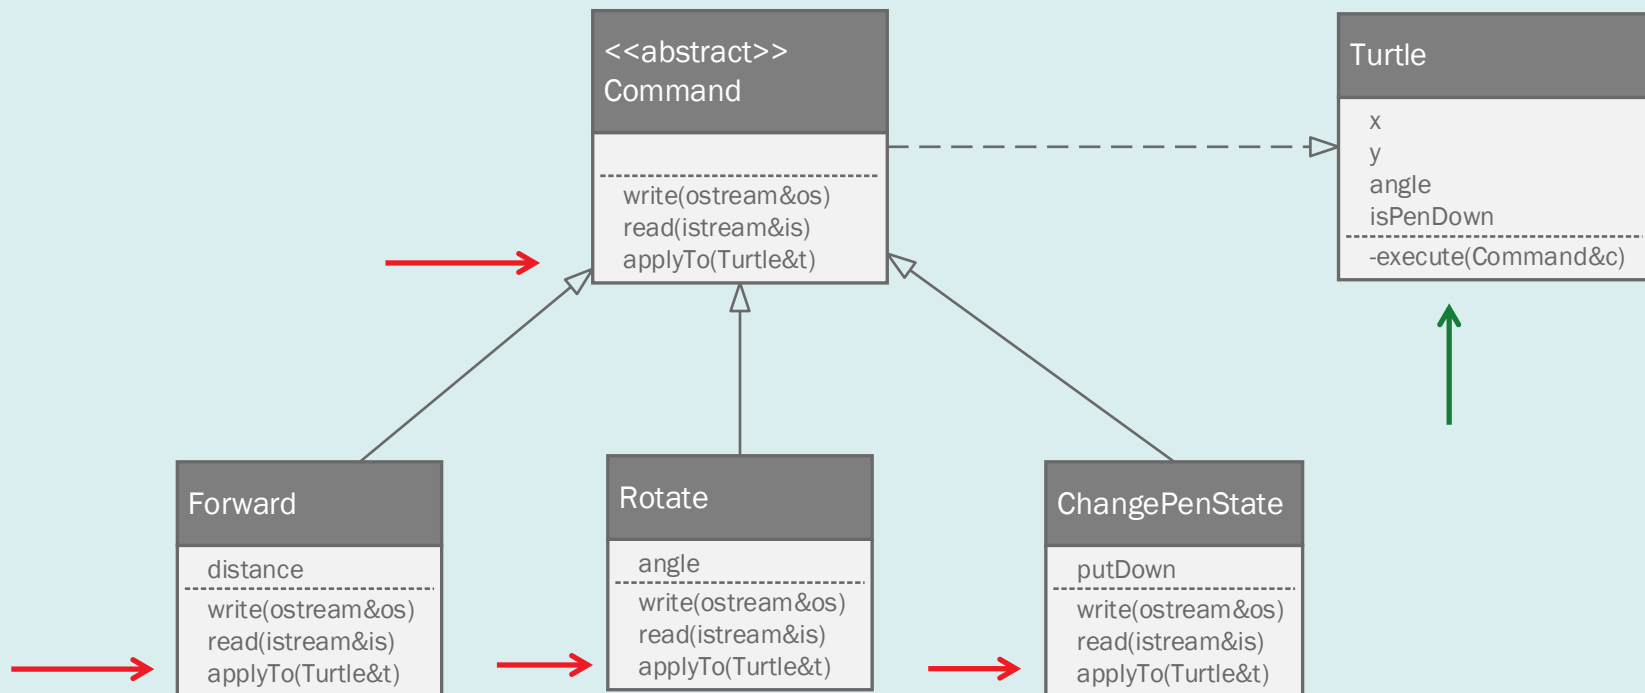 <<abstract>>
Command
write(ostream&os)
read(istream&is)
applyTo(Turtle&t)
Turtle
x
y
angle
isPenDown
-execute(Command&c)
Forward
distance
write(ostream&os)
read(istream&is)
applyTo(Turtle&t)
Rotate
angle
write(ostream&os)
read(istream&is)
applyTo(Turtle&t)
ChangePenState
putDown
write(ostream&os)
read(istream&is)
applyTo(Turtle&t)